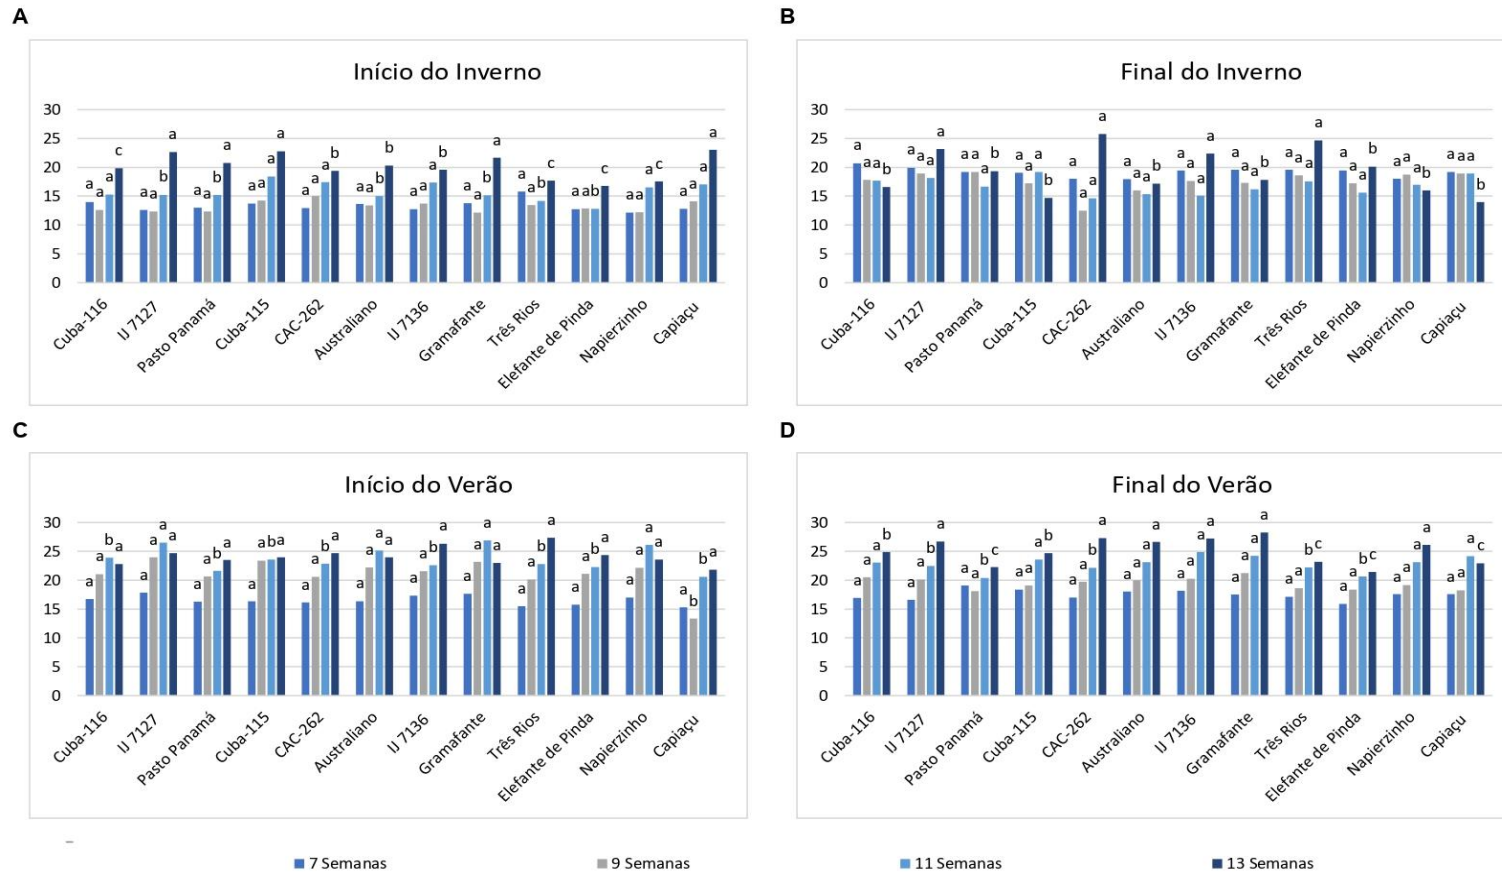 A
Início do Inverno
30
25
20
15
10
5
0
a a a c
a a b a
a a b a
a a a a
a a a b
a a b b
a a a b
a a b a
a a b c
a a b c
a a a c
a a a a
Cuba-116
IJ 7127
Pasto Panamá
Cuba-115
CAC-262
Australiano
IJ 7136
Gramafante
Três Rios
Elefante de Pinda
Napierzinho
Capiaçu
B
Final do Inverno
30
25
20
15
10
5
0
a a a b
a a a a
a a a b
a a a b
a a a a
a a a b
a a a a
a a a b
a a a a
a a a b
a a a b
a a a b
Cuba-116
IJ 7127
Pasto Panamá
Cuba-115
CAC-262
Australiano
IJ 7136
Gramafante
Três Rios
Elefante de Pinda
Napierzinho
Capiaçu
C
Início do Verão
30
25
20
15
10
5
0
a a b a
a a a a
a a b a
a a b a
a a b a
a a a a
a a b a
a a a a
a a b a
a a b a
a a a a
a b b a
Cuba-116
IJ 7127
Pasto Panamá
Cuba-115
CAC-262
Australiano
IJ 7136
Gramafante
Três Rios
Elefante de Pinda
Napierzinho
Capiaçu
D
Final do Verão
30
25
20
15
10
5
0
a a a b
a a b a
a a b c
a a a b
a a b a
a a a a
a a a a
a a a a
a a b c
a a b c
a a a a
a a a c
Cuba-116
IJ 7127
Pasto Panamá
Cuba-115
CAC-262
Australiano
IJ 7136
Gramafante
Três Rios
Elefante de Pinda
Napierzinho
Capiaçu
7 Semanas
9 Semanas
11 Semanas
13 Semanas